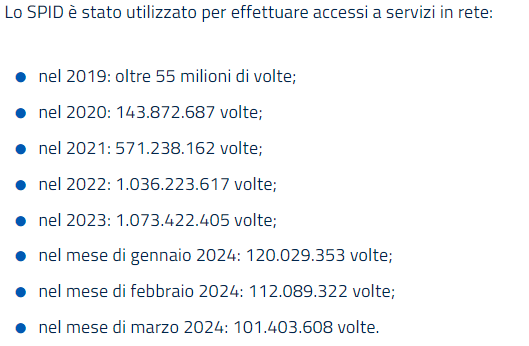 Lo SPID è stato utilizzato per effettuare accessi a servizi in rete:
nel 2019: oltre 55 milioni di volte;
nel 2020: 143.872.687 volte;
nel 2021: 571.238.162 volte;
nel 2022: 1.036.223.617 volte;
nel 2023: 1.073.422.405 volte;
nel mese di gennaio 2024: 120.029.353 volte;
nel mese di febbraio 2024: 112.089.322 volte;
nel mese di marzo 2024: 101.403.608 volte.